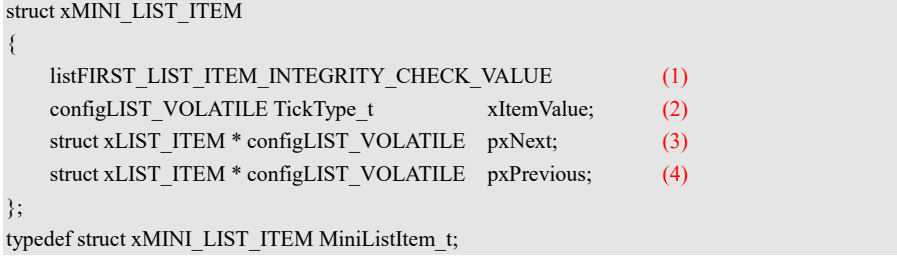 struct xMINI_LIST_ITEM
{
listFIRST_LIST_ITEM_INTEGRITY_CHECK_VALUE (1)
configLIST_VOLATILE TickType_t xItemValue; (2)
struct xLIST_ITEM * configLIST_VOLATILE pxNext; (3)
struct xLIST_ITEM * configLIST_VOLATILE pxPrevious; (4)
};
typedef struct xMINI_LIST_ITEM MiniListItem_t;